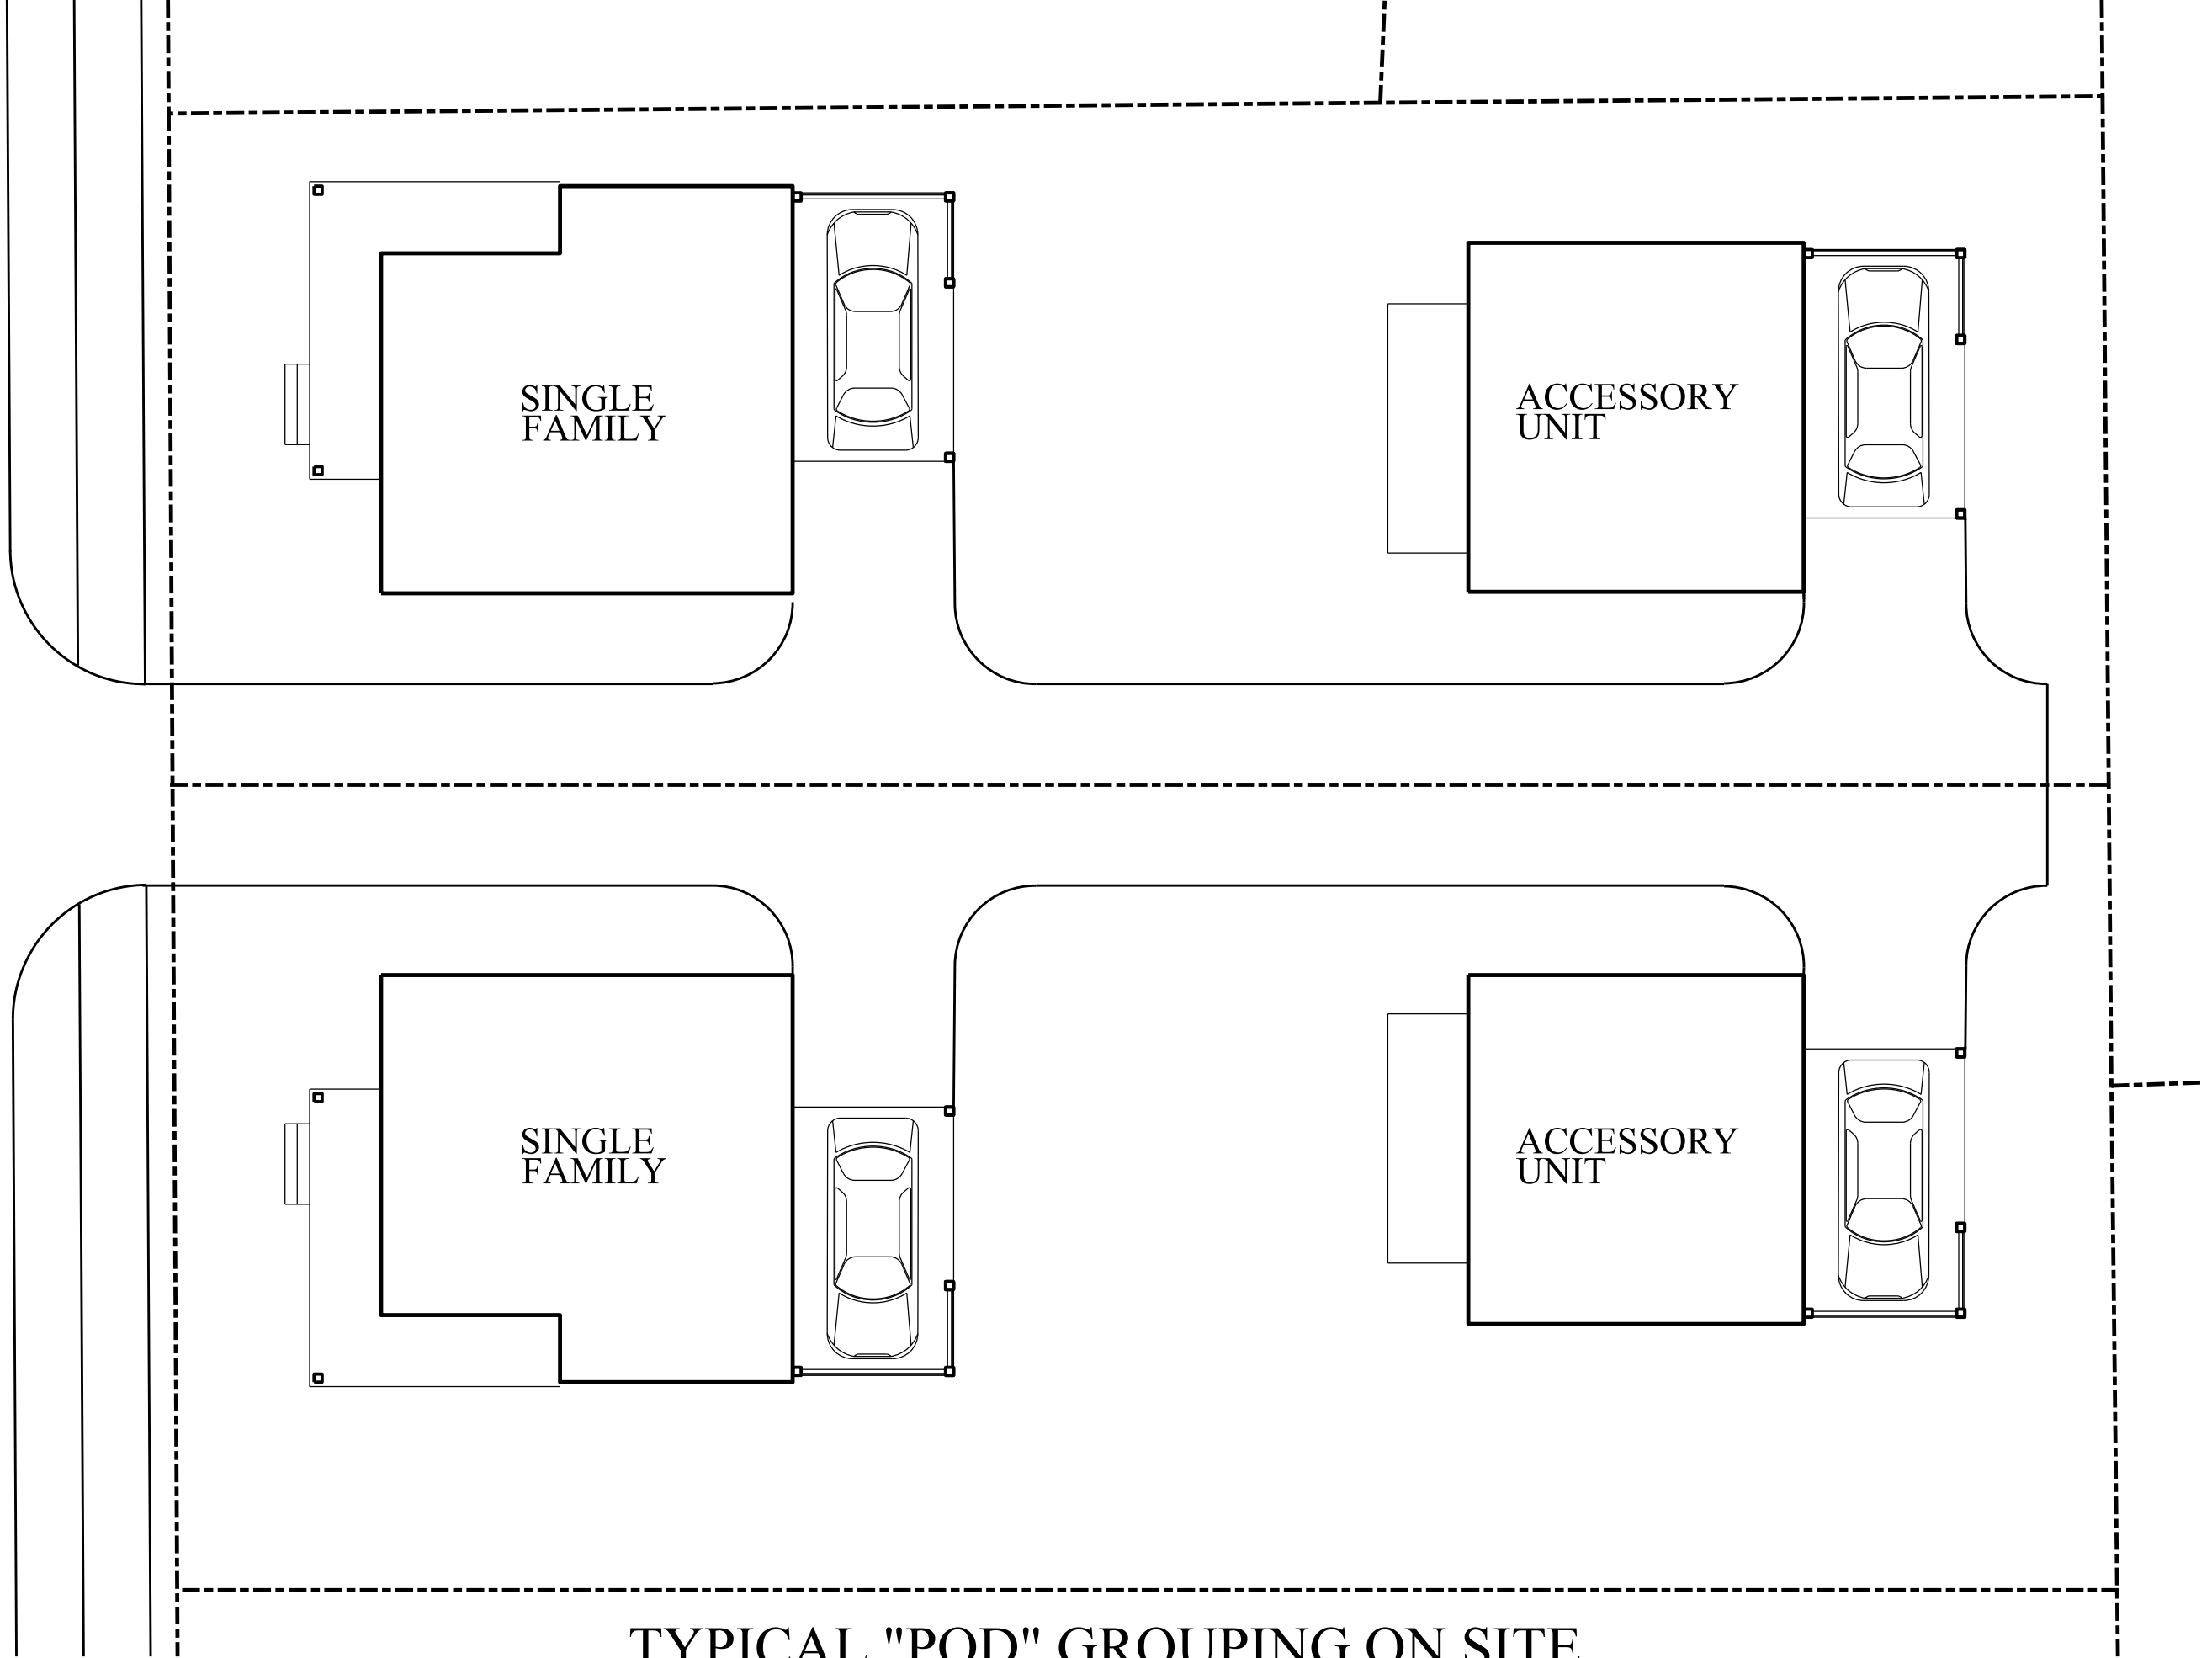 SINGLE
FAMILY
ACCESSORY
UNIT
SINGLE
FAMILY
ACCESSORY
UNIT
TYPICAL "POD" GROUPING ON SITE